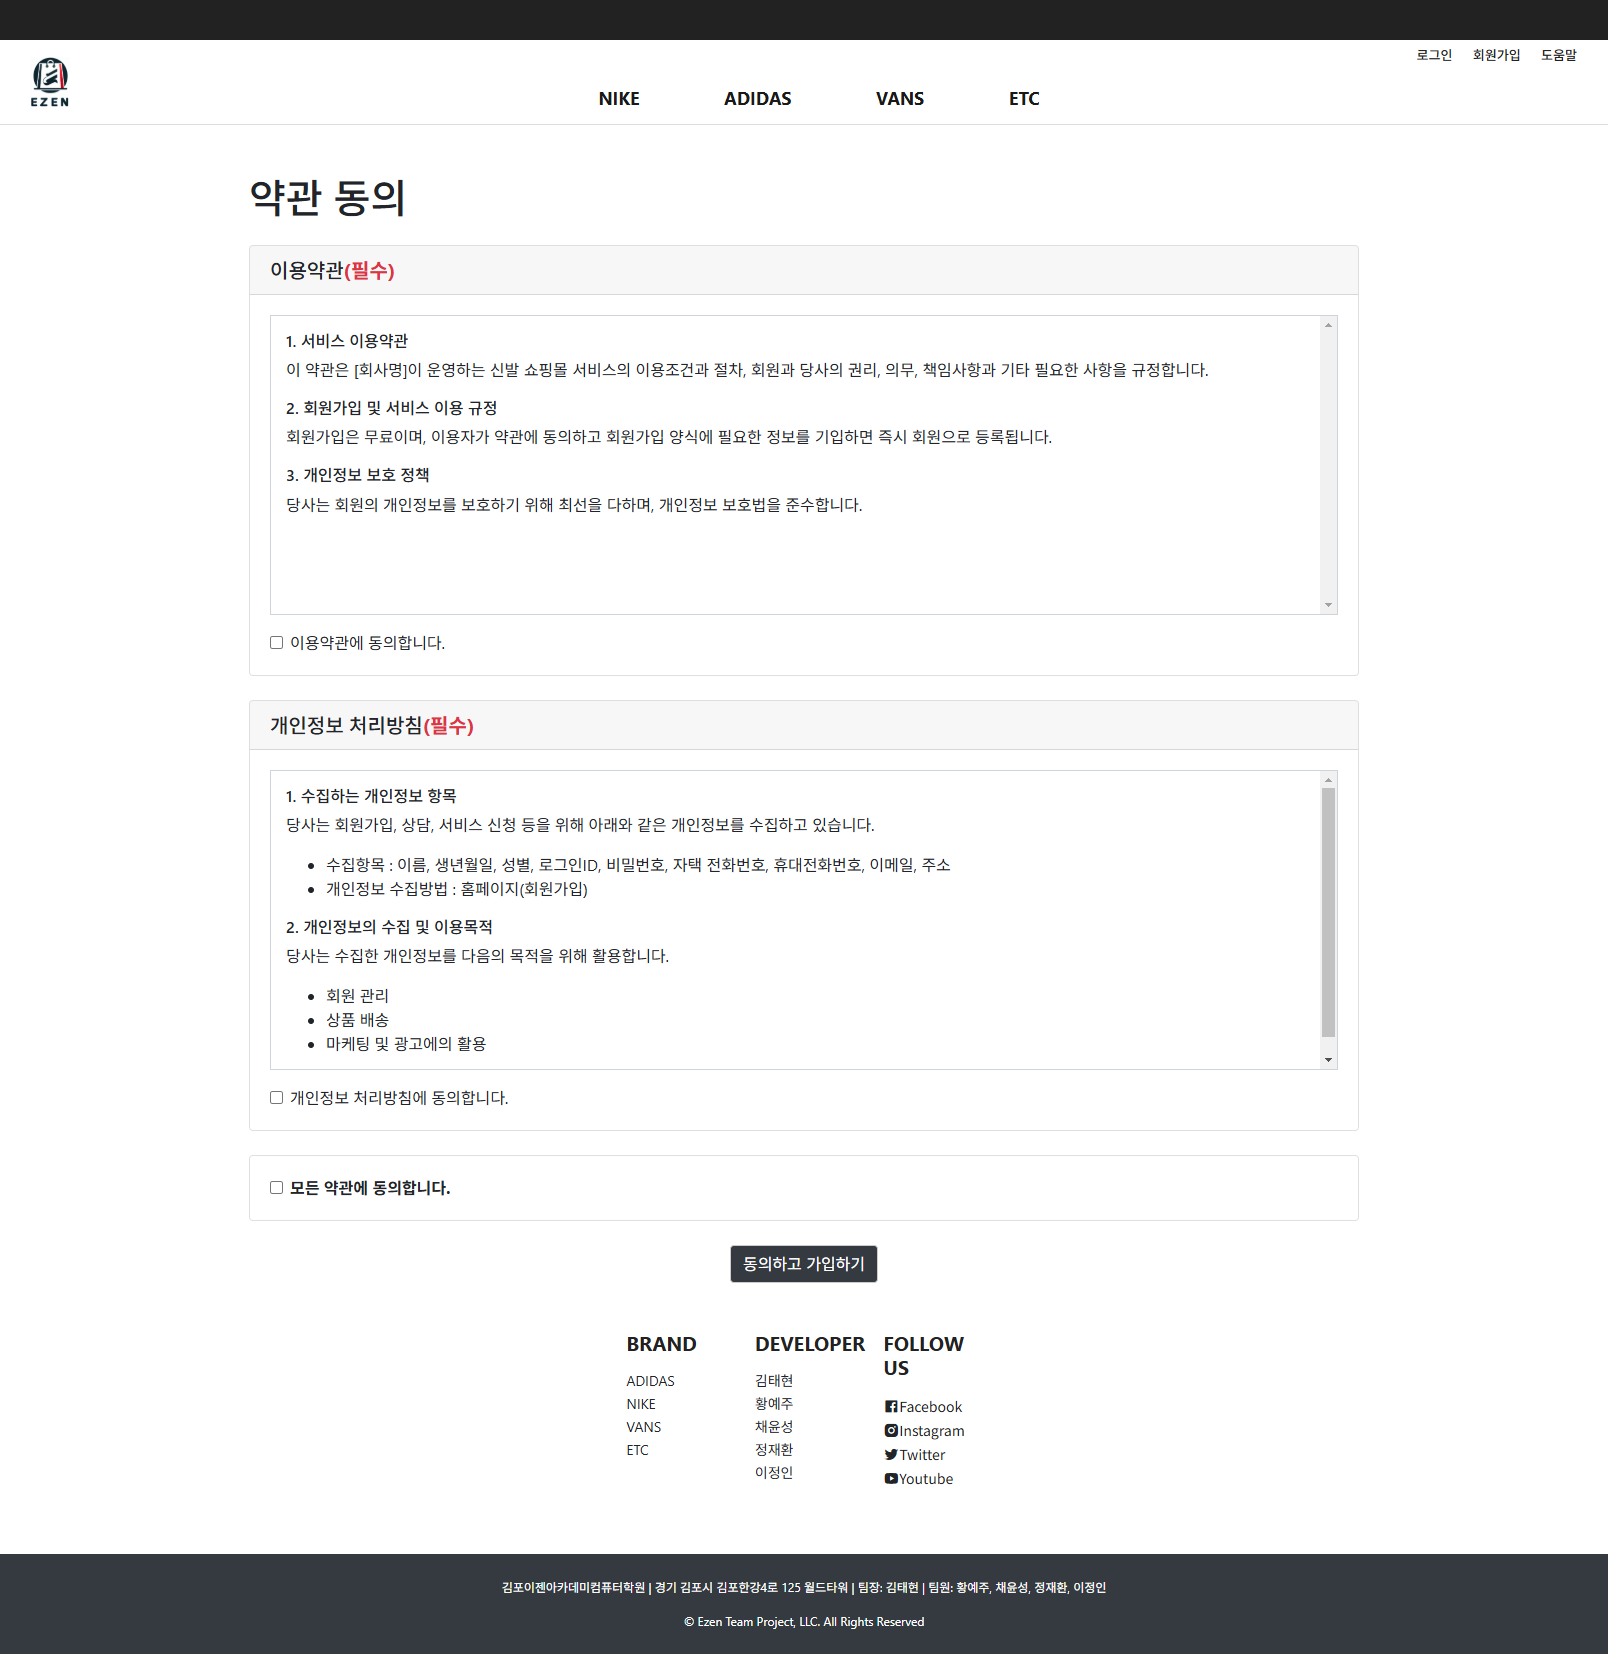 로그인 회원가입 도움말
EZEN
NIKE ADIDAS VANS ETC
약관 동의
이용약관(필수)
1. 서비스 이용약관
이 약관은 [회사명]이 운영하는 신발 쇼핑몰 서비스의 이용조건과 절차, 회원과 당사의 권리, 의무, 책임사항과 기타 필요한 사항을 규정합니다.
2. 회원가입 및 서비스 이용 규정
회원가입은 무료이며, 이용자가 약관에 동의하고 회원가입 양식에 필요한 정보를 기입하면 즉시 회원으로 등록됩니다.
3. 개인정보 보호 정책
당사는 회원의 개인정보를 보호하기 위해 최선을 다하며, 개인정보 보호법을 준수합니다.
이용약관에 동의합니다.
개인정보 처리방침(필수)
1. 수집하는 개인정보 항목
당사는 회원가입, 상담, 서비스 신청 등을 위해 아래와 같은 개인정보를 수집하고 있습니다.
수집항목 : 이름, 생년월일, 성별, 로그인ID, 비밀번호, 자택 전화번호, 휴대전화번호, 이메일, 주소
개인정보 수집방법 : 홈페이지(회원가입)
2. 개인정보의 수집 및 이용목적
당사는 수집한 개인정보를 다음의 목적을 위해 활용합니다.
회원 관리
상품 배송
마케팅 및 광고에의 활용
개인정보 처리방침에 동의합니다.
모든 약관에 동의합니다.
동의하고 가입하기
BRAND
ADIDAS
NIKE
VANS
ETC
DEVELOPER
김태현
황예주
채윤성
정재환
이정인
FOLLOW
US
Facebook
Instagram
Twitter
Youtube
김포이젠아카데미컴퓨터학원 | 경기 김포시 김포한강4로 125 월드타워 | 팀장: 김태현 | 팀원: 황예주, 채윤성, 정재환, 이정인
© Ezen Team Project, LLC. All Rights Reserved